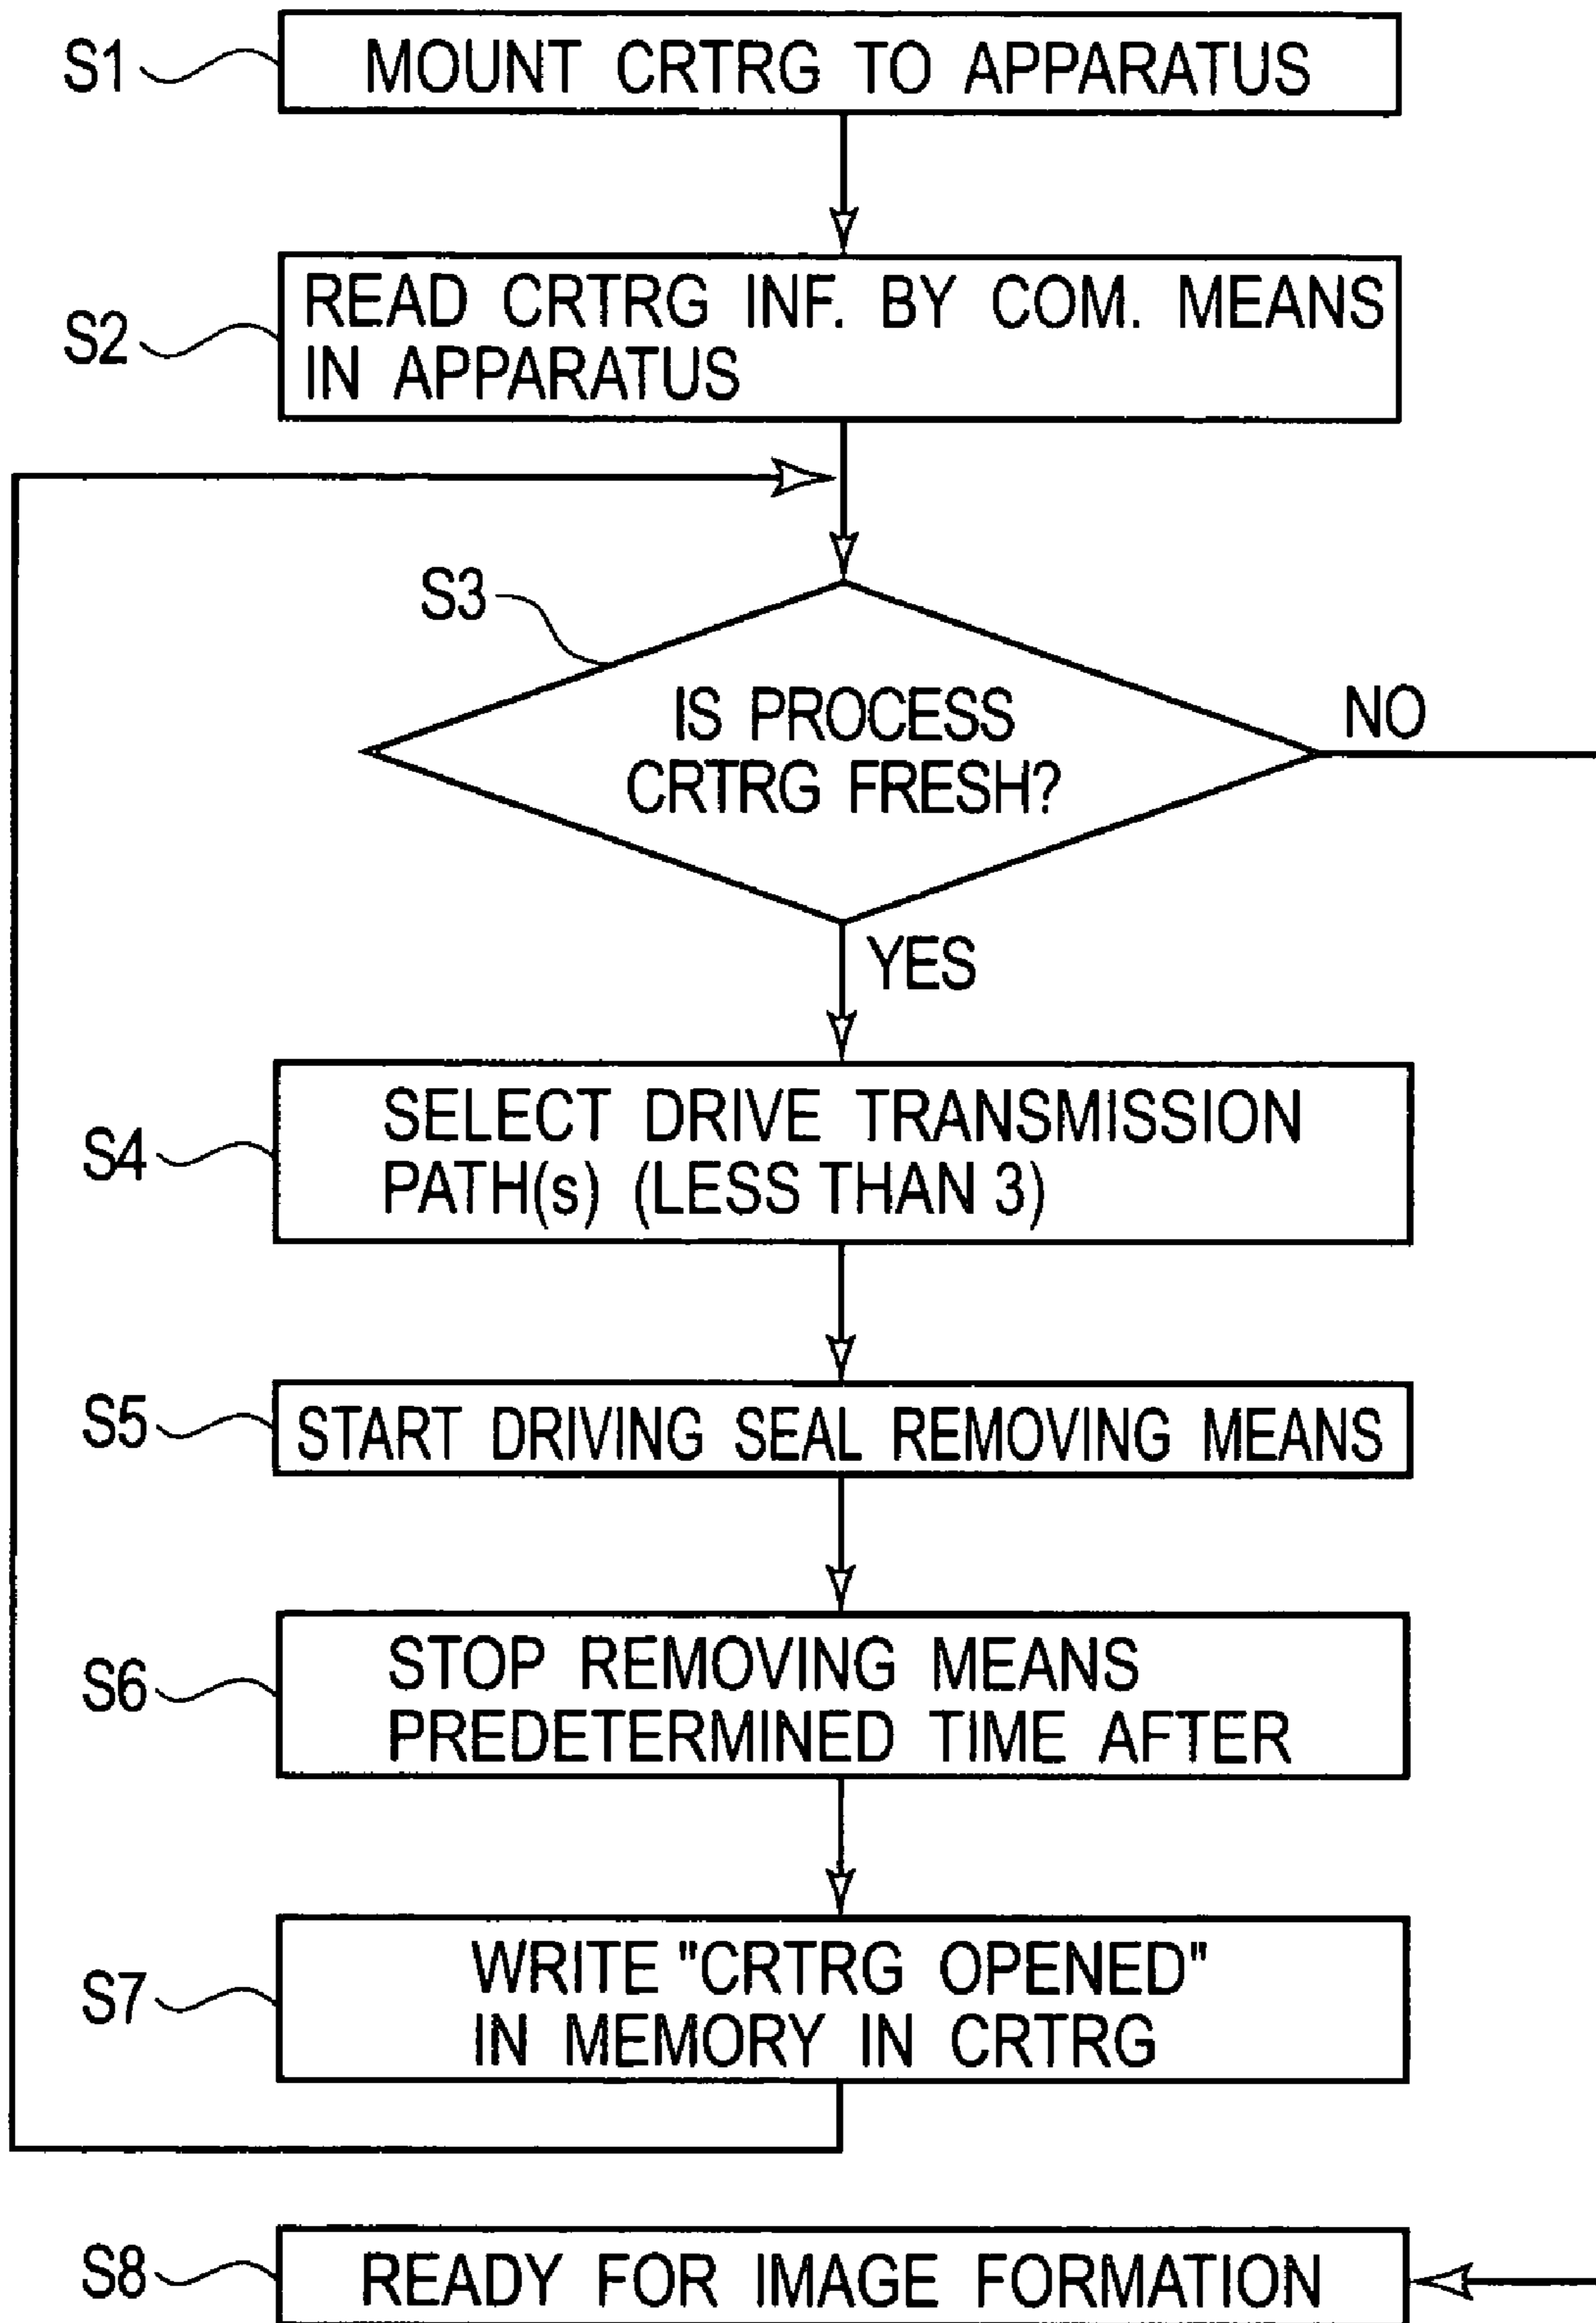 S1
MOUNT CRTRG TO APPARATUS
S2
READ CRTRG INF. BY COM. MEANS
IN APPARATUS
S3
IS PROCESS
CRTRG FRESH?
NO
YES
S4
SELECT DRIVE TRANSMISSION
PATH(s) (LESS THAN 3)
S5
START DRIVING SEAL REMOVING MEANS
S6
STOP REMOVING MEANS
PREDETERMINED TIME AFTER
S7
WRITE "CRTRG OPENED"
IN MEMORY IN CRTRG
S8
READY FOR IMAGE FORMATION